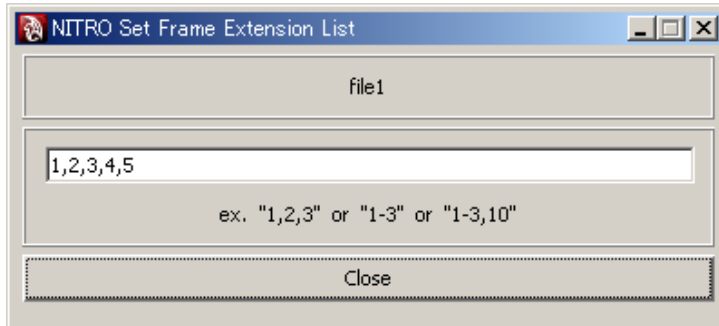 NITRO Set Frame Extension List
file1
1,2,3,4,5
ex. "1,2,3" or "1-3" or "1-3,10"
Close